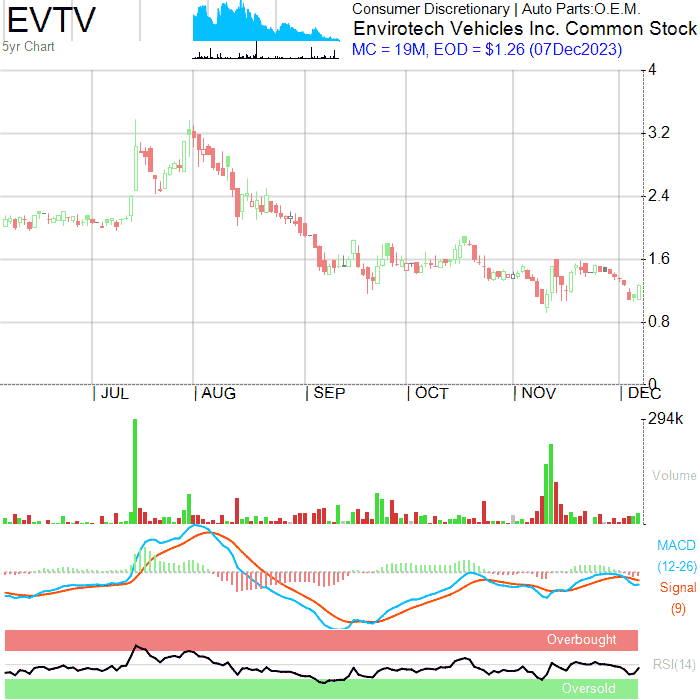 EVTV
5yr Chart
Consumer Discretionary | Auto Parts:O.E.M.
Envirotech Vehicles Inc. Common Stock
MC = 19M, EOD = $1.26 (07Dec2023)
4
3.2
2.4
1.6
0.8
0
| JUL | AUG | SEP | OCT | NOV | DEC
294k
Volume
MACD
(12-26)
Signal
(9)
Overbought
RSI(14)
Oversold